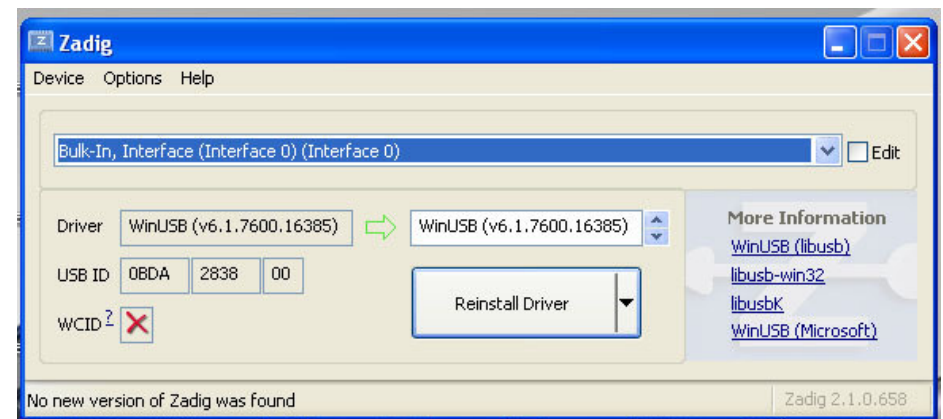 Zadig
Device Options Help
Bulk-In, Interface (Interface 0) (Interface 0)
Edit
Driver WinUSB (v6.1.7600.16385) WinUSB (v6.1.7600.16385)
USB ID 0BDA 2838 00
WCID ?
Reinstall Driver
More Information
WinUSB (libusb)
libusb-win32
libusbK
WinUSB (Microsoft)
No new version of Zadig was found
Zadig 2.1.0.658